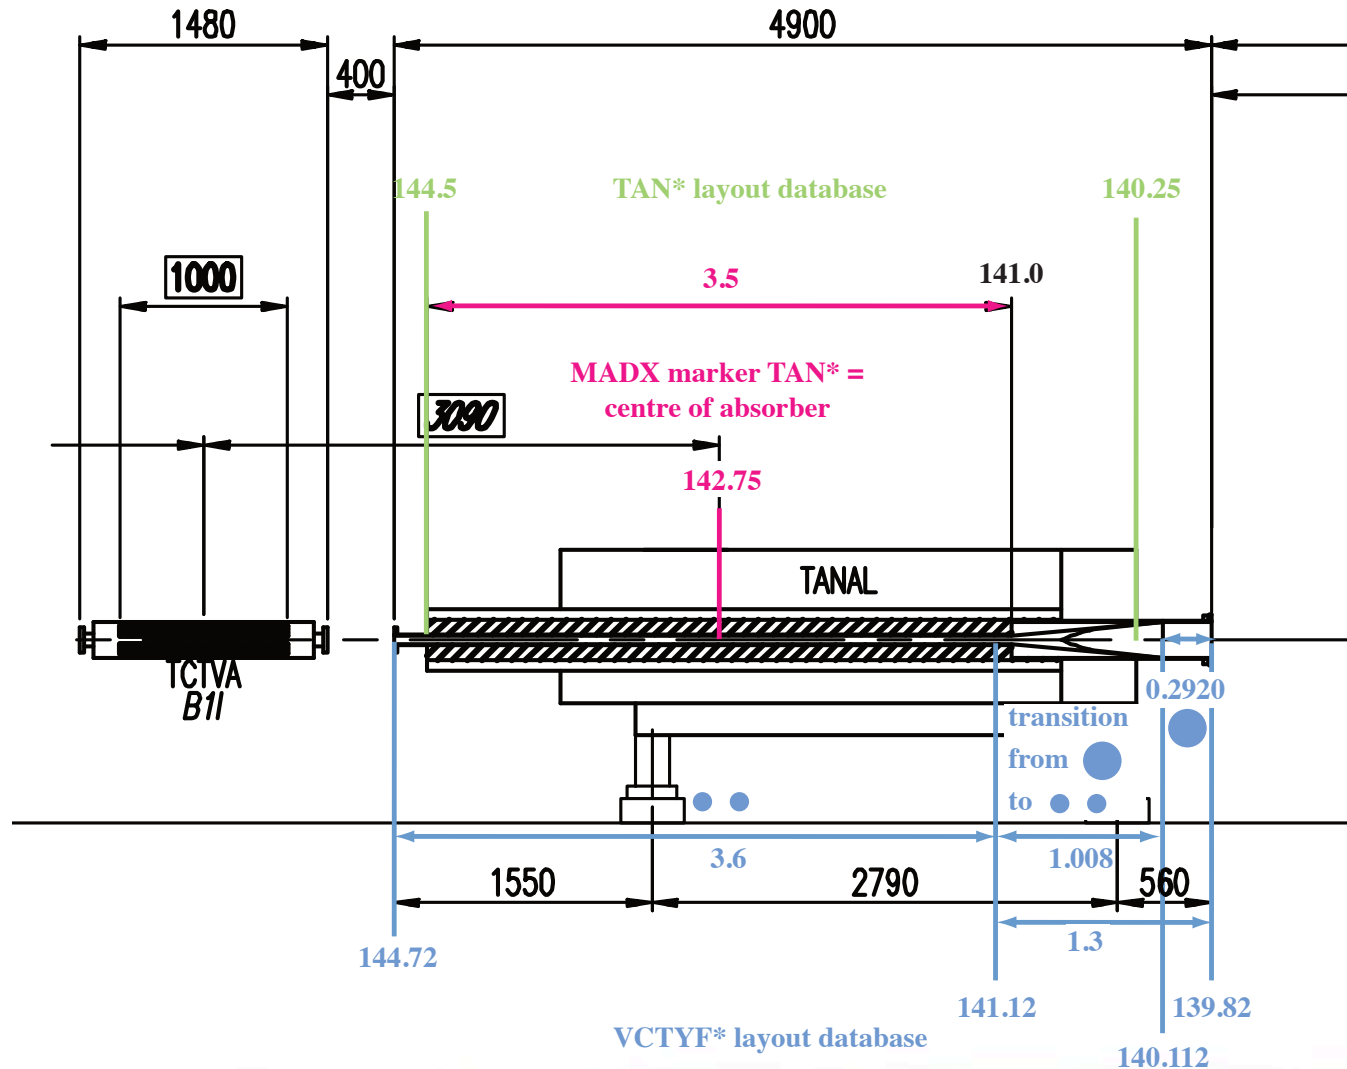 1480
4900
400
144.5
TAN* layout database
140.25
1000
3.5
141.0
MADX marker TAN* =
centre of absorber
3090
142.75
TANAL
TCTVA
B1I
0.2920
transition
from
to
3.6
1.008
1550
2790
560
1.3
144.72
141.12
139.82
VCTYF* layout database
140.112